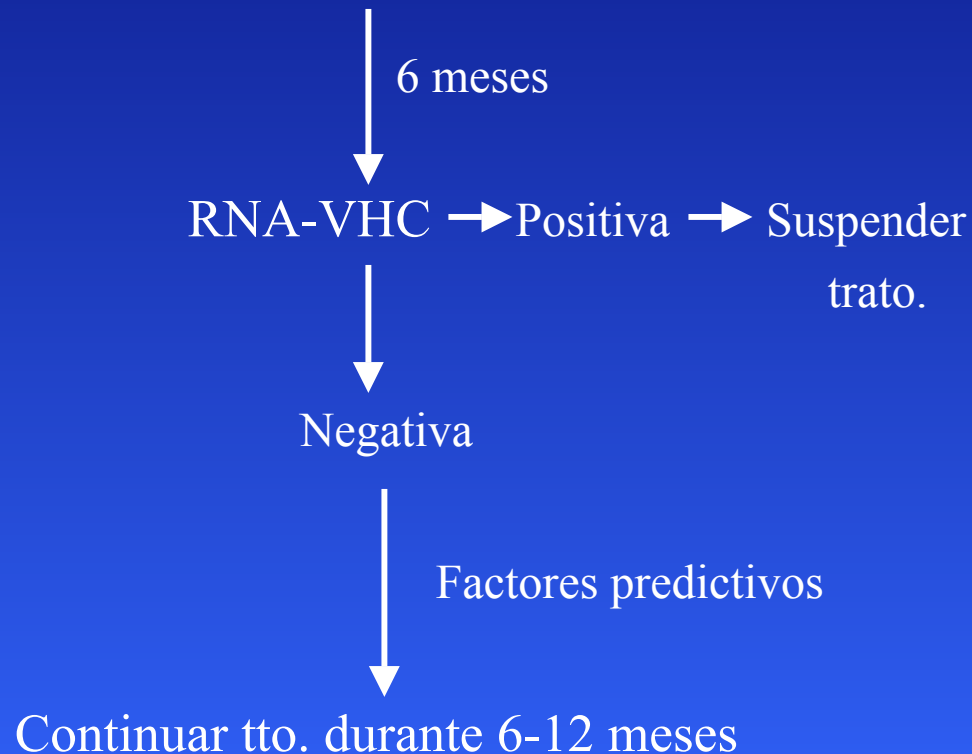 6 meses
RNA-VHC Positiva Suspender
trato.
Negativa
Factores predictivos
Continuar tto. durante 6-12 meses